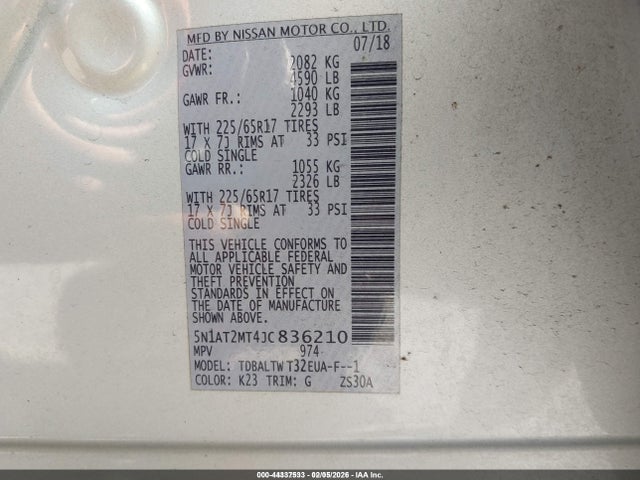 MFD BY NISSAN MOTOR CO., LTD.
DATE: 07/18
GVWR: 2082 KG
4590 LB
GAWR FR.: 1040 KG
2293 LB
WITH 225/65R17 TIRES
17 X 7J RIMS AT 33 PSI
COLD SINGLE
GAWR RR.: 1055 KG
2326 LB
WITH 225/65R17 TIRES
17 X 7J RIMS AT 33 PSI
COLD SINGLE
THIS VEHICLE CONFORMS TO
ALL APPLICABLE FEDERAL
MOTOR VEHICLE SAFETY AND
THEFT PREVENTION
STANDARDS IN EFFECT ON
THE DATE OF MANUFACTURE
SHOWN ABOVE.
5N1AT2MT4JC836210
MPV 974
MODEL: TDBALTW T32EUA-F--1
COLOR: K23 TRIM: G ZS30A
000-44337533 - 02/05/2026 - IAA Inc.